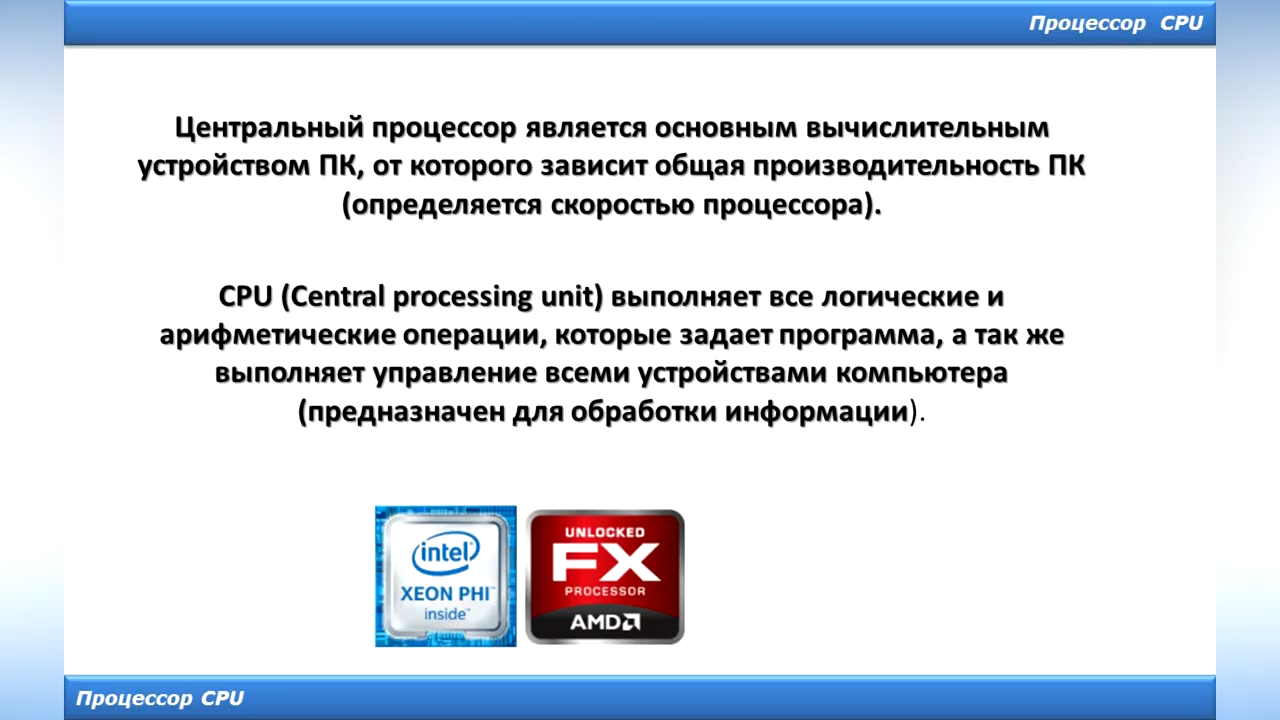 Процессор CPU
Центральный процессор является основным вычислительным
устройством ПК, от которого зависит общая производительность ПК
(определяется скоростью процессора).
CPU (Central processing unit) выполняет все логические и
арифметические операции, которые задает программа, а так же
выполняет управление всеми устройствами компьютера
(предназначен для обработки информации).
intel
XEON PHI™
inside™
UNLOCKED
FX
PROCESSOR
AMD
Процессор CPU